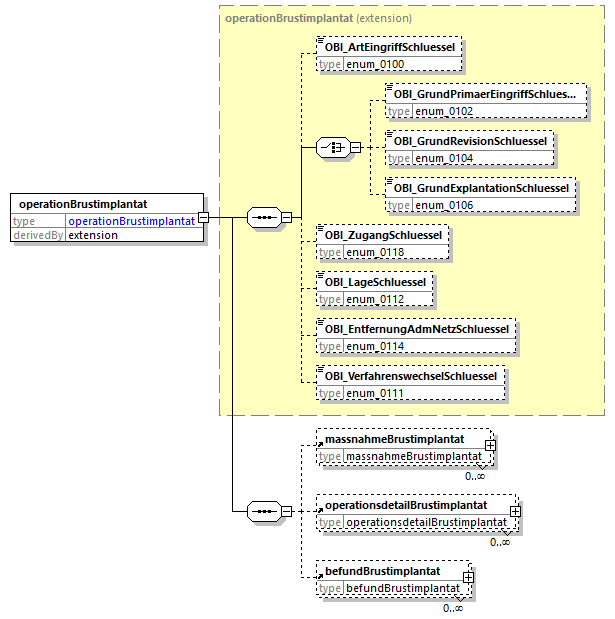 operationBrustimplantat (extension)
OBI_ArtEingriffSchluessel
type enum_0100
OBI_GrundPrimaerEingriffSchlues...
type enum_0102
OBI_GrundRevisionSchluessel
type enum_0104
OBI_GrundExplantationSchluessel
type enum_0106
operationBrustimplantat
type operationBrustimplantat
derivedBy extension
OBI_ZugangSchluessel
type enum_0118
OBI_LageSchluessel
type enum_0112
OBI_EntfernungAdmNetzSchluessel
type enum_0114
OBI_VerfahrenswechselSchluessel
type enum_0111
massnahmeBrustimplantat
type massnahmeBrustimplantat
0..∞
operationsdetailBrustimplantat
type operationsdetailBrustimplantat
0..∞
befundBrustimplantat
type befundBrustimplantat
0..∞